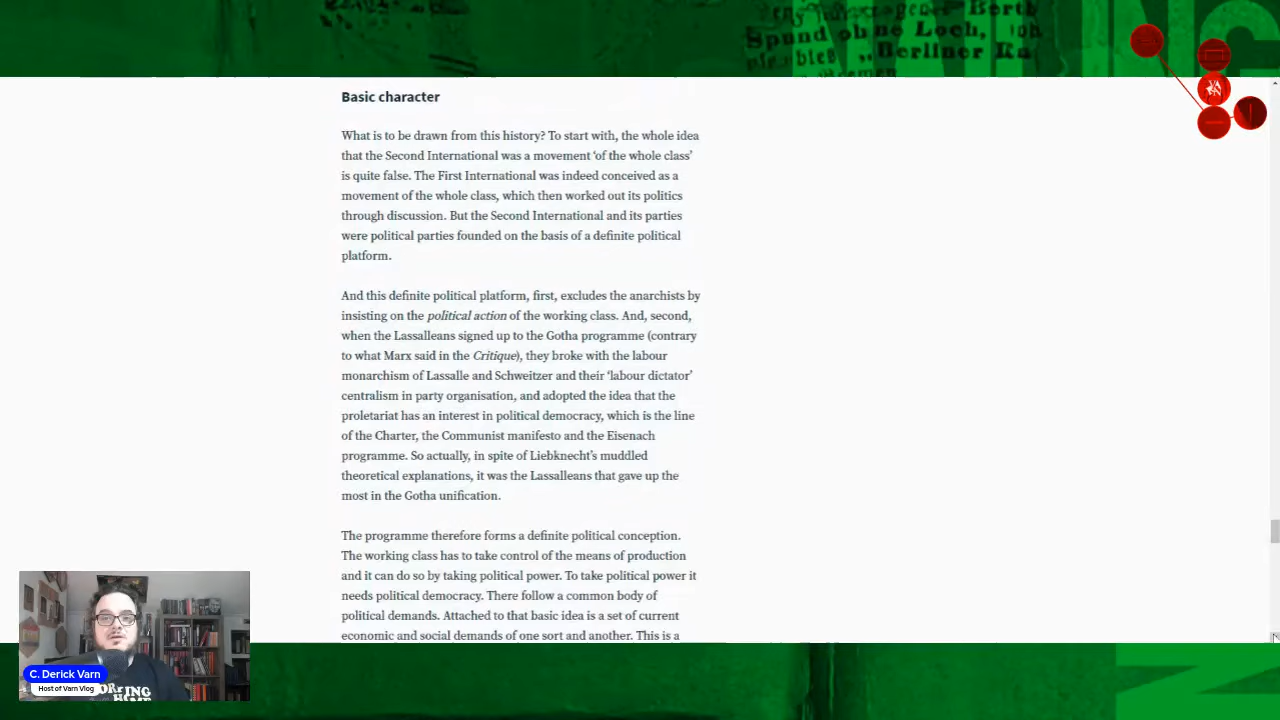 Spund ohne Loch,
Berliner
Basic character
What is to be drawn from this history? To start with, the whole idea
that the Second International was a movement ‘of the whole class’
is quite false. The First International was indeed conceived as a
movement of the whole class, which then worked out its politics
through discussion. But the Second International and its parties
were political parties founded on the basis of a definite political
platform.
And this definite political platform, first, excludes the anarchists by
insisting on the political action of the working class. And, second,
when the Lassalleans signed up to the Gotha programme (contrary
to what Marx said in the Critique), they broke with the labour
monarchism of Lassalle and Schweitzer and their ‘labour dictator’
centralism in party organisation, and adopted the idea that the
proletariat has an interest in political democracy, which is the line
of the Charter, the Communist manifesto and the Eisenach
programme. So actually, in spite of Liebknecht’s muddled
theoretical explanations, it was the Lassalleans that gave up the
most in the Gotha unification.
The programme therefore forms a definite political conception.
The working class has to take control of the means of production
and it can do so by taking political power. To take political power it
needs political democracy. There follow a common body of
political demands. Attached to that basic idea is a set of current
economic and social demands of one sort and another. This is a
C. Derick Varn
Host of Varn Vlog